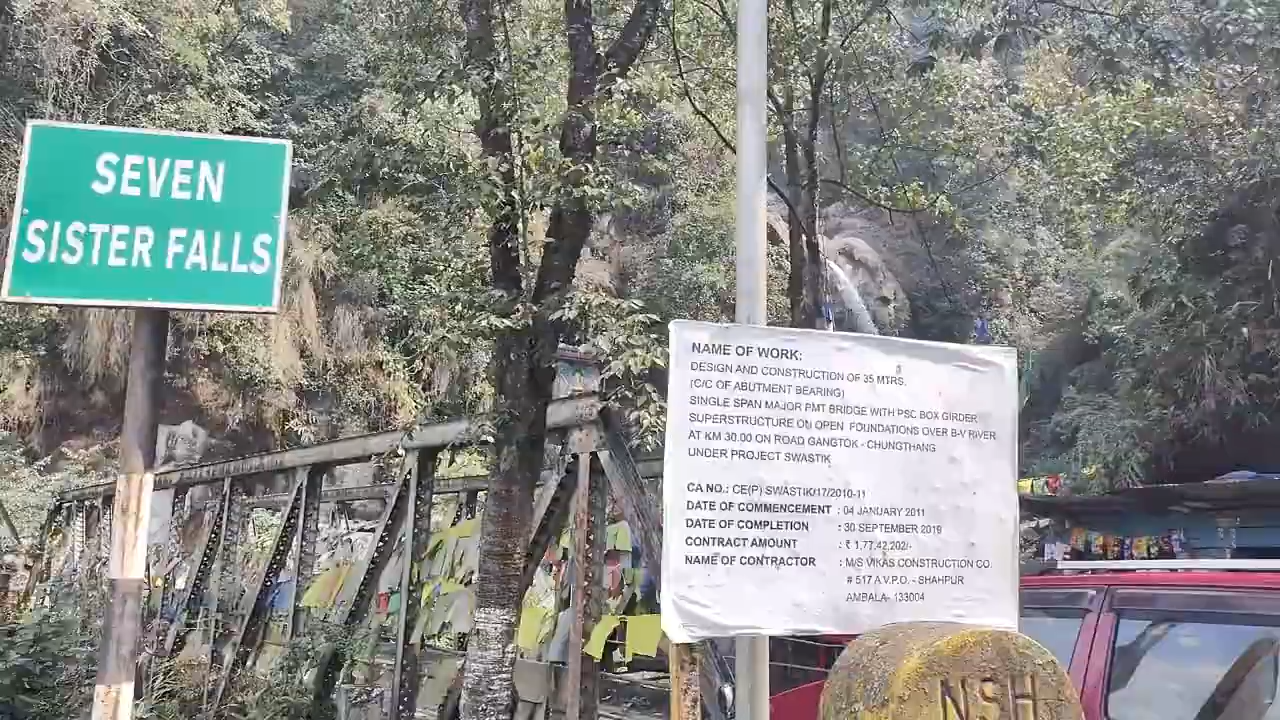 SEVEN
SISTER FALLS
NAME OF WORK:
DESIGN AND CONSTRUCTION OF 35 MTRS.
(C/C OF ABUTMENT BEARING)
SINGLE SPAN MAJOR PMT BRIDGE WITH PSC BOX GIRDER
SUPERSTRUCTURE ON OPEN FOUNDATIONS OVER B-V RIVER
AT KM 30.00 ON ROAD GANGTOK - CHUNGTHANG
UNDER PROJECT SWASTIK
CA NO.: CE(P) SWASTIK/17/2010-11
DATE OF COMMENCEMENT : 04 JANUARY 2011
DATE OF COMPLETION : 30 SEPTEMBER 2019
CONTRACT AMOUNT : ₹ 1,77,42,202/-
NAME OF CONTRACTOR : M/S VIKAS CONSTRUCTION CO.
# 517 A V.P.O. - SHAHPUR
AMBALA- 133004
NSH